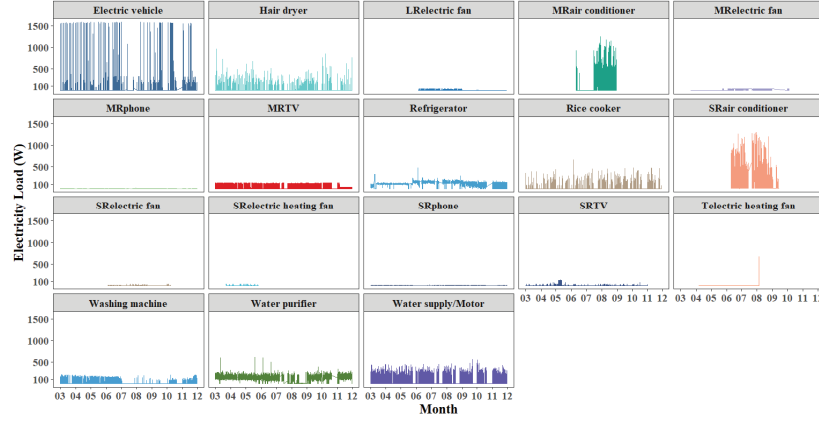 Electric vehicle Hair dryer LRelectric fan MRair conditioner MRelectric fan
1500
1000
500
100
MRphone MRTV Refrigerator Rice cooker SRair conditioner
1500
1000
500
100
Electricity Load (W)
SRelectric fan SRelectric heating fan SRphone SRTV Telectric heating fan
1500
1000
500
100
03 04 05 06 07 08 09 10 11 12 03 04 05 06 07 08 09 10 11 12
Washing machine Water purifier Water supply/Motor
1500
1000
500
100
03 04 05 06 07 08 09 10 11 12 03 04 05 06 07 08 09 10 11 12 03 04 05 06 07 08 09 10 11 12
Month